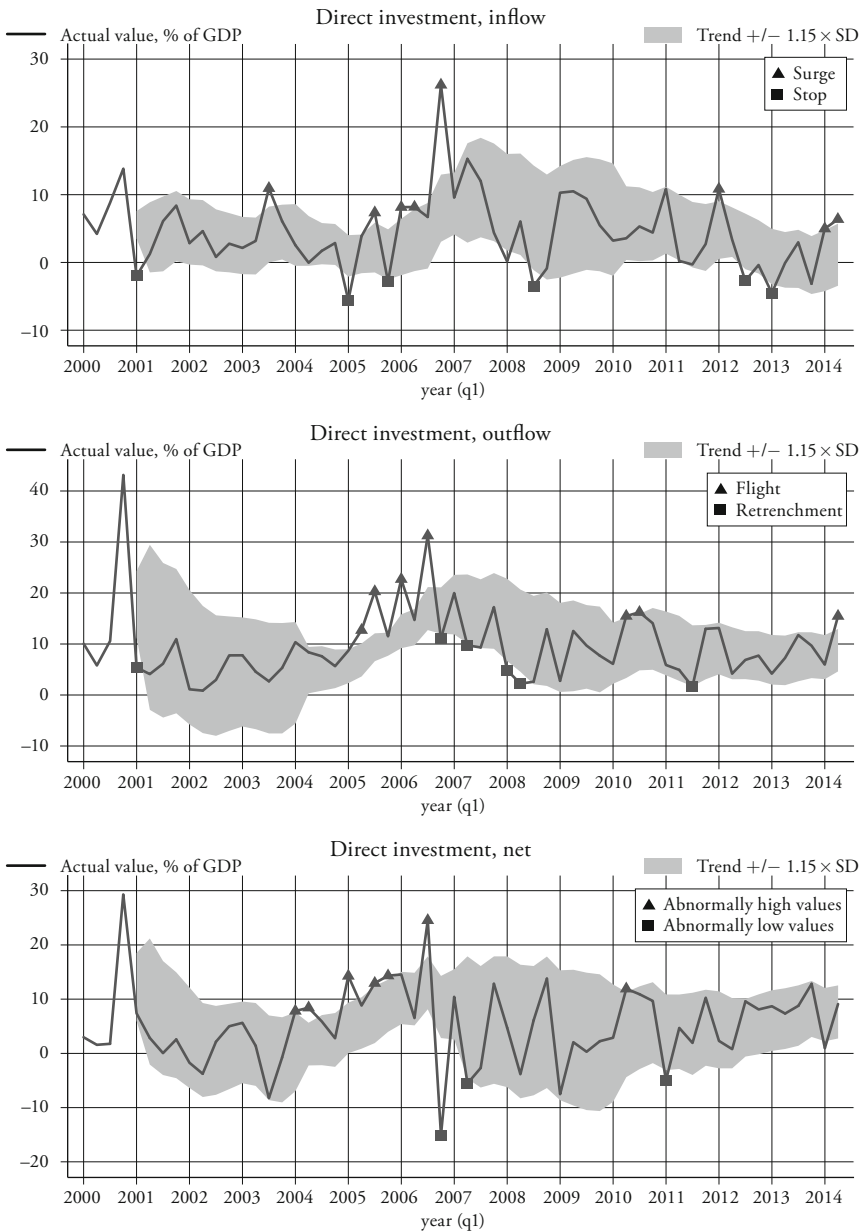 Direct investment, inflow
Actual value, % of GDP Trend +/− 1.15 × SD
Surge
Stop
30
20
10
0
−10
2000 2001 2002 2003 2004 2005 2006 2007 2008 2009 2010 2011 2012 2013 2014
year (q1)
Direct investment, outflow
Actual value, % of GDP Trend +/− 1.15 × SD
Flight
Retrenchment
40
30
20
10
0
−10
2000 2001 2002 2003 2004 2005 2006 2007 2008 2009 2010 2011 2012 2013 2014
year (q1)
Direct investment, net
Actual value, % of GDP Trend +/− 1.15 × SD
Abnormally high values
Abnormally low values
30
20
10
0
−10
−20
2000 2001 2002 2003 2004 2005 2006 2007 2008 2009 2010 2011 2012 2013 2014
year (q1)